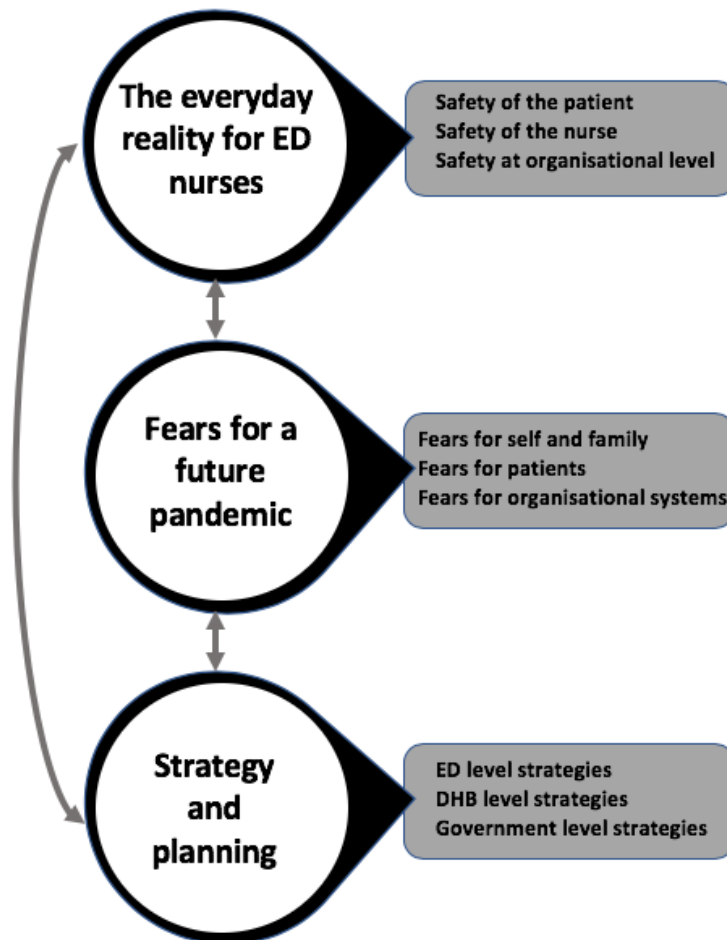 The everyday
reality for ED
nurses
Safety of the patient
Safety of the nurse
Safety at organisational level
Fears for a
future
pandemic
Fears for self and family
Fears for patients
Fears for organisational systems
Strategy
and
planning
ED level strategies
DHB level strategies
Government level strategies